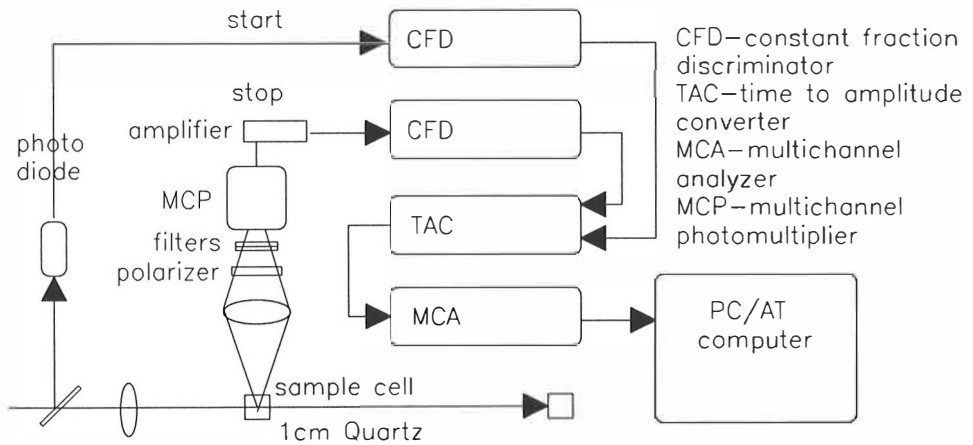 start
CFD
stop
amplifier
CFD
photo
diode
MCP
TAC
filters
polarizer
MCA
PC/AT
computer
sample cell
1cm Quartz
CFD–constant fraction
discriminator
TAC–time to amplitude
converter
MCA–multichannel
analyzer
MCP–multichannel
photomultiplier